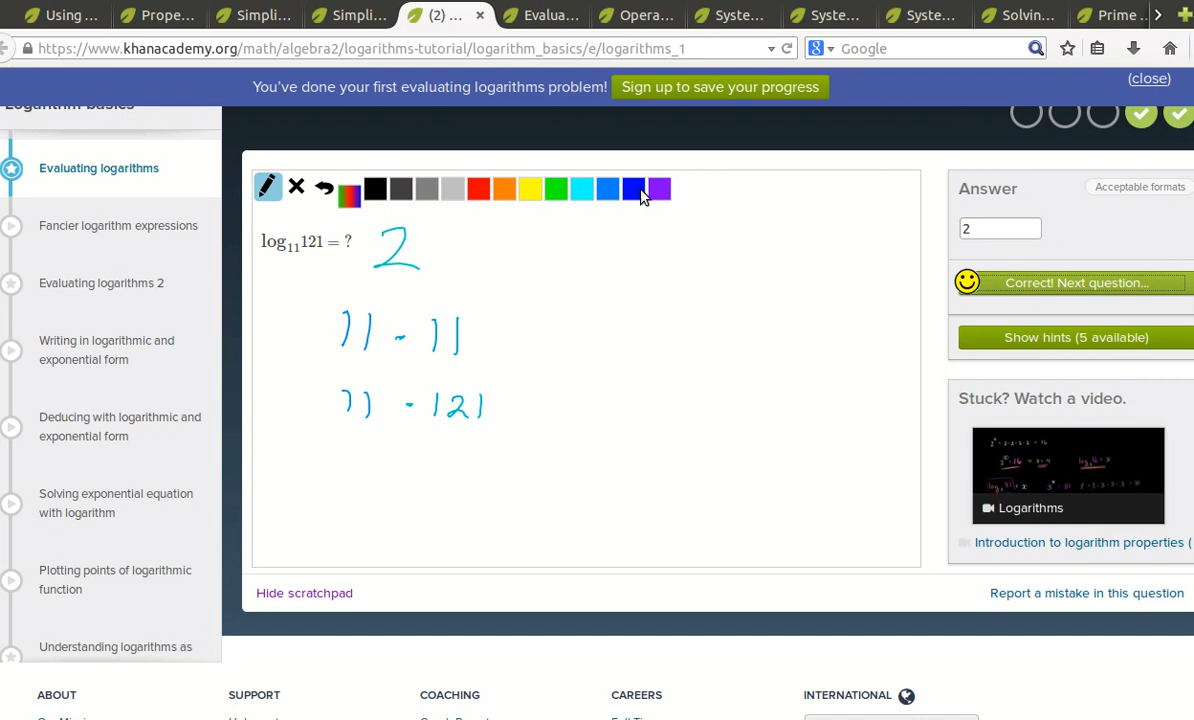 Using ...
Prope...
Simpli...
Simpli...
(2) ...
Evalua...
Opera...
Syste...
Syste...
Syste...
Solvin...
Prime ...
https://www.khanacademy.org/math/algebra2/logarithms-tutorial/logarithm_basics/e/logarithms_1
Google
You've done your first evaluating logarithms problem!
Sign up to save your progress
(close)
Logarithm basics
Evaluating logarithms
Fancier logarithm expressions
Evaluating logarithms 2
Writing in logarithmic and
exponential form
Deducing with logarithmic and
exponential form
Solving exponential equation
with logarithm
Plotting points of logarithmic
function
Understanding logarithms as
log₁₁121 = ? 2
11 - 11
11 - 121
Hide scratchpad
Answer
Acceptable formats
2
Correct! Next question...
Show hints (5 available)
Stuck? Watch a video.
Logarithms
Introduction to logarithm properties (
Report a mistake in this question
ABOUT
SUPPORT
COACHING
CAREERS
INTERNATIONAL